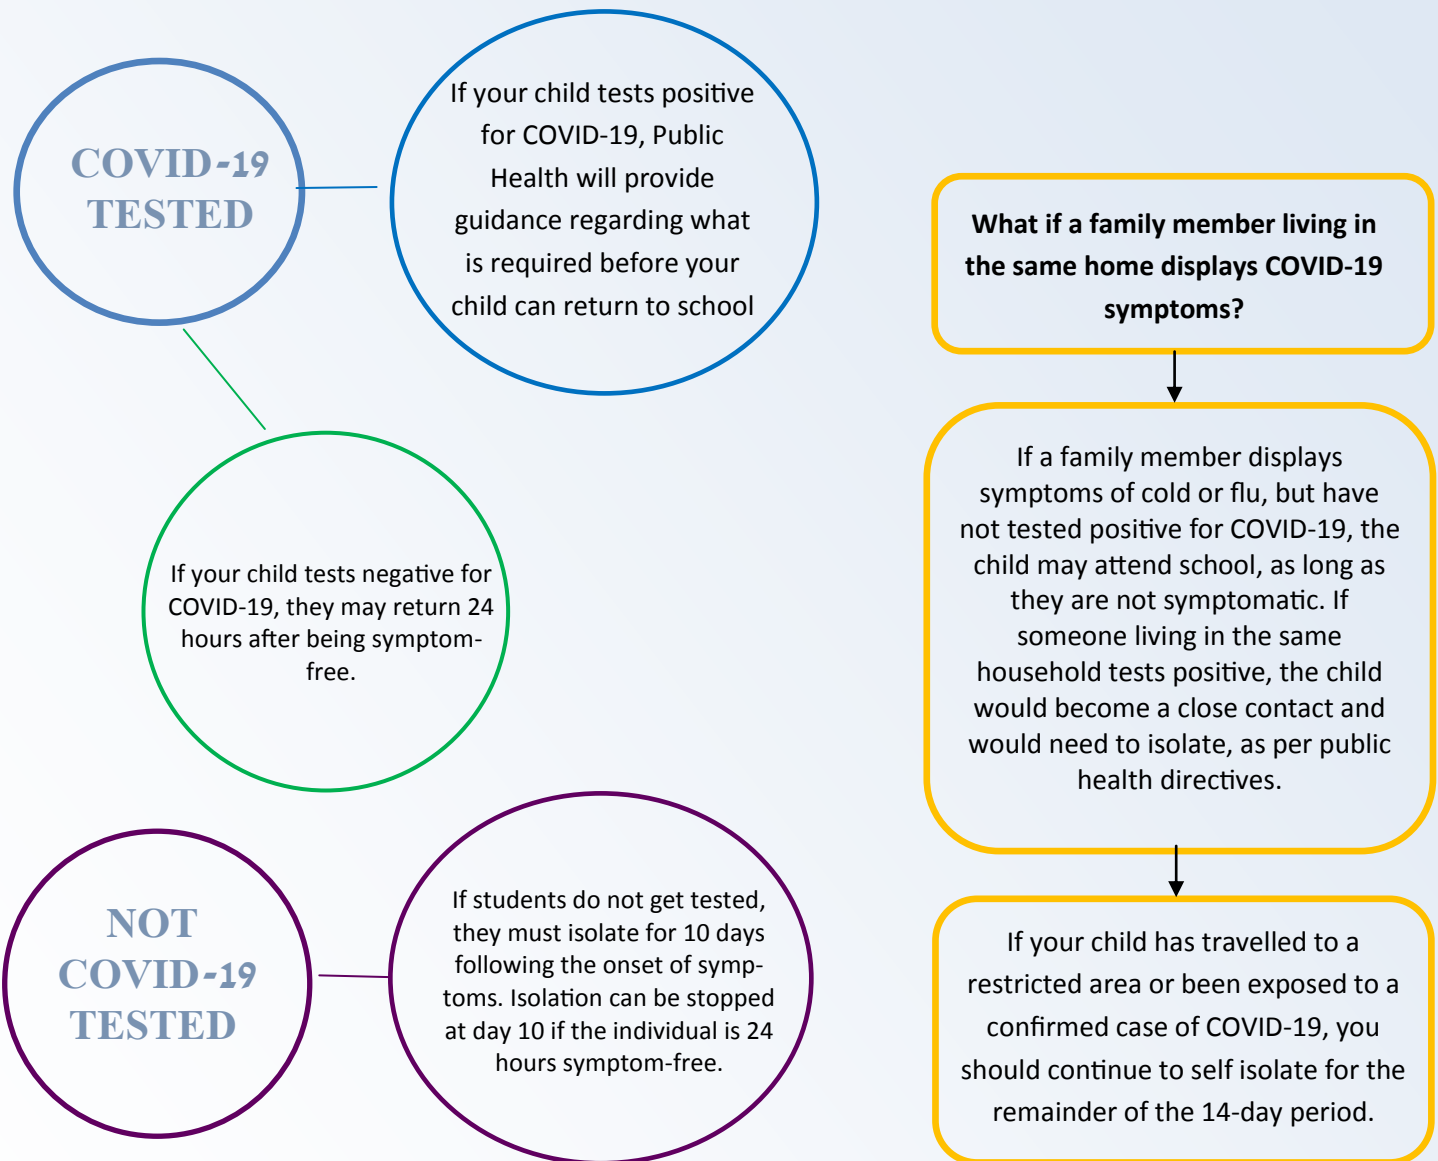 COVID-19
TESTED
If your child tests positive
for COVID-19, Public
Health will provide
guidance regarding what
is required before your
child can return to school
If your child tests negative for
COVID-19, they may return 24
hours after being symptom-
free.
NOT
COVID-19
TESTED
If students do not get tested,
they must isolate for 10 days
following the onset of symp-
toms. Isolation can be stopped
at day 10 if the individual is 24
hours symptom-free.
What if a family member living in
the same home displays COVID-19
symptoms?
If a family member displays
symptoms of cold or flu, but have
not tested positive for COVID-19, the
child may attend school, as long as
they are not symptomatic. If
someone living in the same
household tests positive, the child
would become a close contact and
would need to isolate, as per public
health directives.
If your child has travelled to a
restricted area or been exposed to a
confirmed case of COVID-19, you
should continue to self isolate for the
remainder of the 14-day period.